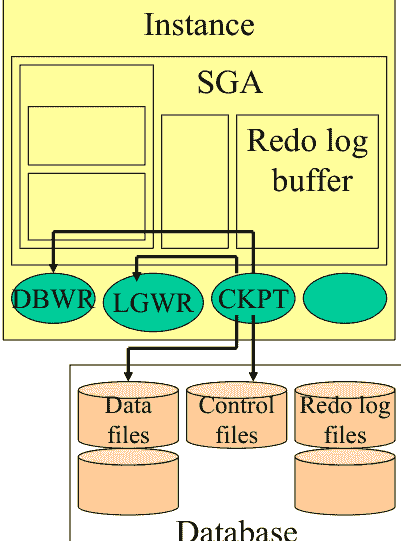 Instance
SGA
Redo log
buffer
DBWR
LGWR
CKPT
Data
files
Control
files
Redo log
files
Database